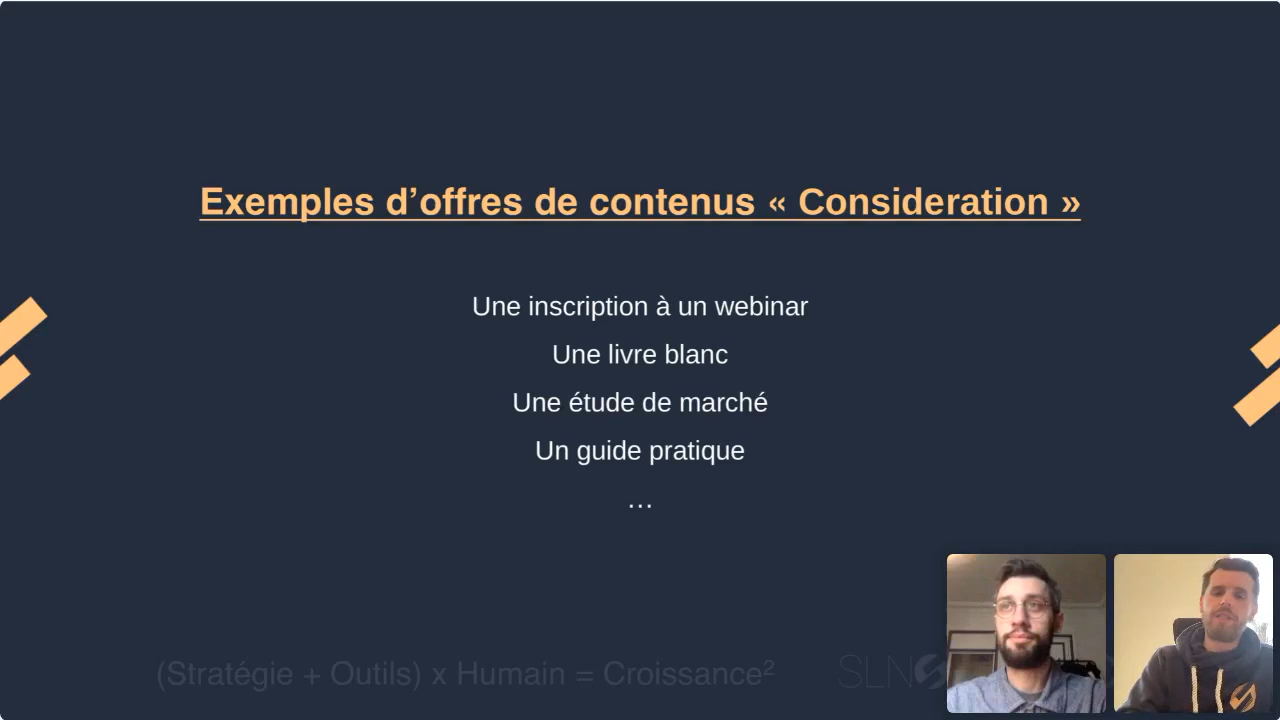 Exemples d’offres de contenus « Consideration »
Une inscription à un webinar
Une livre blanc
Une étude de marché
Un guide pratique
…
(Stratégie + Outils) x Humain = Croissance²
SLN